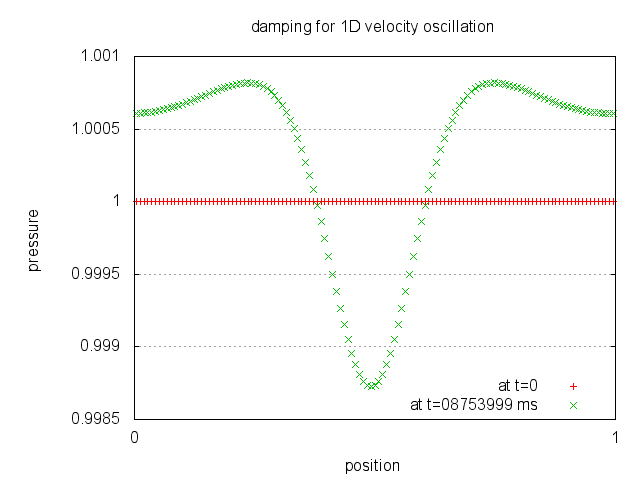 damping for 1D velocity oscillation
1.001
1.0005
1
0.9995
0.999
0.9985
pressure
at t=0
at t=08753999 ms
0
1
position